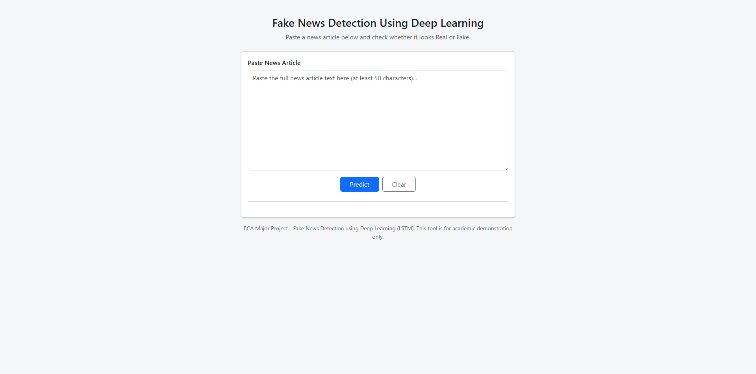 Fake News Detection Using Deep Learning
Paste a news article below and check whether it looks Real or Fake.
Paste News Article
Paste the full news article text here (at least 50 characters)...
Predict
Clear
BCA Major Project – Fake News Detection using Deep Learning (LSTM). This tool is for academic demonstration
only.